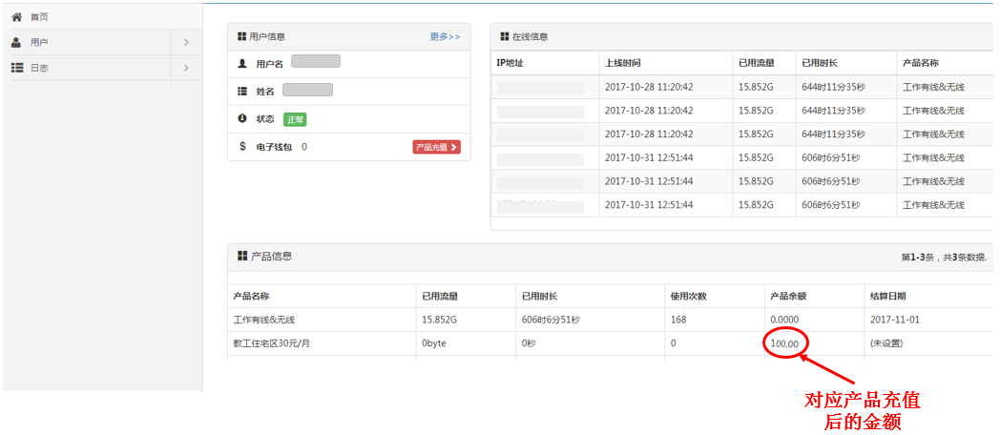 首页
用户
日志
用户信息 更多>>
用户名
姓名
状态 正常
$ 电子钱包 0 产品充值
在线信息
IP地址 上线时间 已用流量 已用时长 产品名称
2017-10-28 11:20:42 15.852G 644时11分35秒 工作有线&无线
2017-10-28 11:20:42 15.852G 644时11分35秒 工作有线&无线
2017-10-28 11:20:42 15.852G 644时11分35秒 工作有线&无线
2017-10-31 12:51:44 15.852G 606时6分51秒 工作有线&无线
2017-10-31 12:51:44 15.852G 606时6分51秒 工作有线&无线
2017-10-31 12:51:44 15.852G 606时6分51秒 工作有线&无线
产品信息 第1-3条，共3条数据.
产品名称 已用流量 已用时长 使用次数 产品余额 结算日期
工作有线&无线 15.852G 606时6分51秒 168 0.0000 2017-11-01
教工住宅区30元/月 0byte 0秒 0 100.00 (未设置)
对应产品充值
后的金额